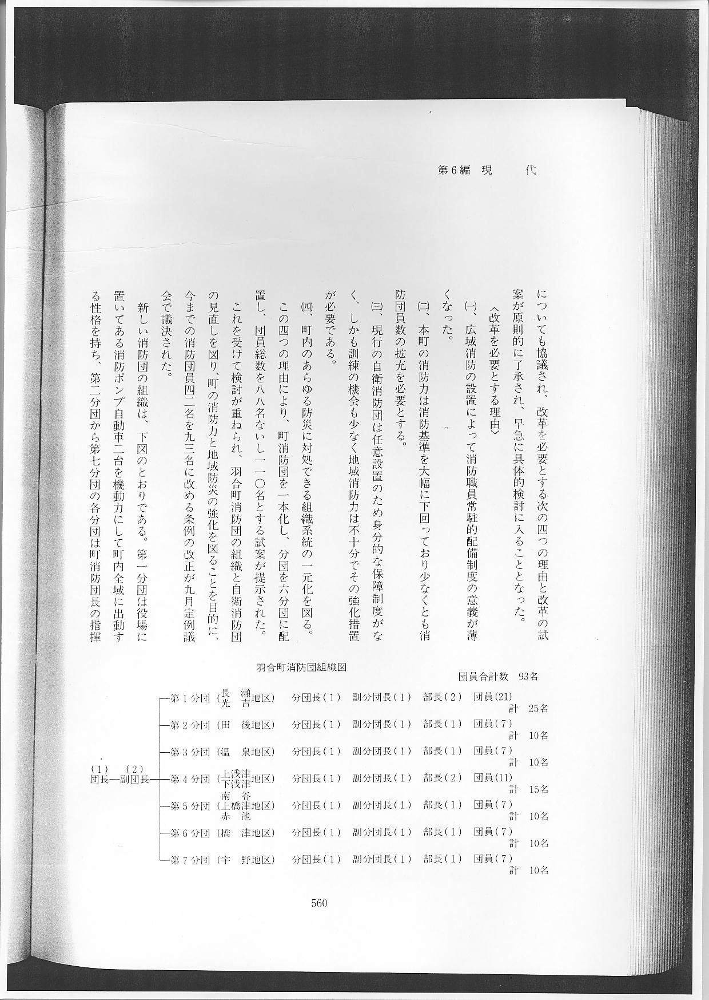 第6編　現　　代
についても協議され、改革を必要とする次の四つの理由と改革の試
案が原則的に了承され、早急に具体的検討に入ることとなった。
〈改革を必要とする理由〉
㈠、広域消防の設置によって消防職員常駐的配備制度の意義が薄
くなった。
㈡、本町の消防力は消防基準を大幅に下回っており少なくとも消
防団員数の拡充を必要とする。
㈢、現行の自衛消防団は任意設置のため身分的な保障制度がな
く、しかも訓練の機会も少なく地域消防力は不十分でその強化措置
が必要である。
㈣、町内のあらゆる防災に対処できる組織系統の一元化を図る。
この四つの理由により、町消防団を一本化し、分団を六分団に配
置し、団員総数を八八名ないし一一〇名とする試案が提示された。
これを受けて検討が重ねられ、羽合町消防団の組織と自衛消防団
の見直しを図り、町の消防力と地域防災の強化を図ることを目的に、
今までの消防団員四二名を九三名に改める条例の改正が九月定例議
会で議決された。
新しい消防団の組織は、下図のとおりである。第一分団は役場に
置いてある消防ポンプ自動車二台を機動力にして町内全域に出動す
る性格を持ち、第二分団から第七分団の各分団は町消防団長の指揮
羽合町消防団組織図
団員合計数　93名
(1)　(2)
団長―副団長
第1分団 (長　瀬 光　吉 地区)　分団長(1)　副分団長(1)　部長(2)　団員(21)
計　25名
第2分団 (田　後地区)　分団長(1)　副分団長(1)　部長(1)　団員(7)
計　10名
第3分団 (温　泉地区)　分団長(1)　副分団長(1)　部長(1)　団員(7)
計　10名
第4分団 (上浅津 下浅津 地区)　分団長(1)　副分団長(1)　部長(2)　団員(11)
計　15名
第5分団 (南　谷 上橋津 赤　池 地区)　分団長(1)　副分団長(1)　部長(1)　団員(7)
計　10名
第6分団 (橋　津地区)　分団長(1)　副分団長(1)　部長(1)　団員(7)
計　10名
第7分団 (宇　野地区)　分団長(1)　副分団長(1)　部長(1)　団員(7)
計　10名
560